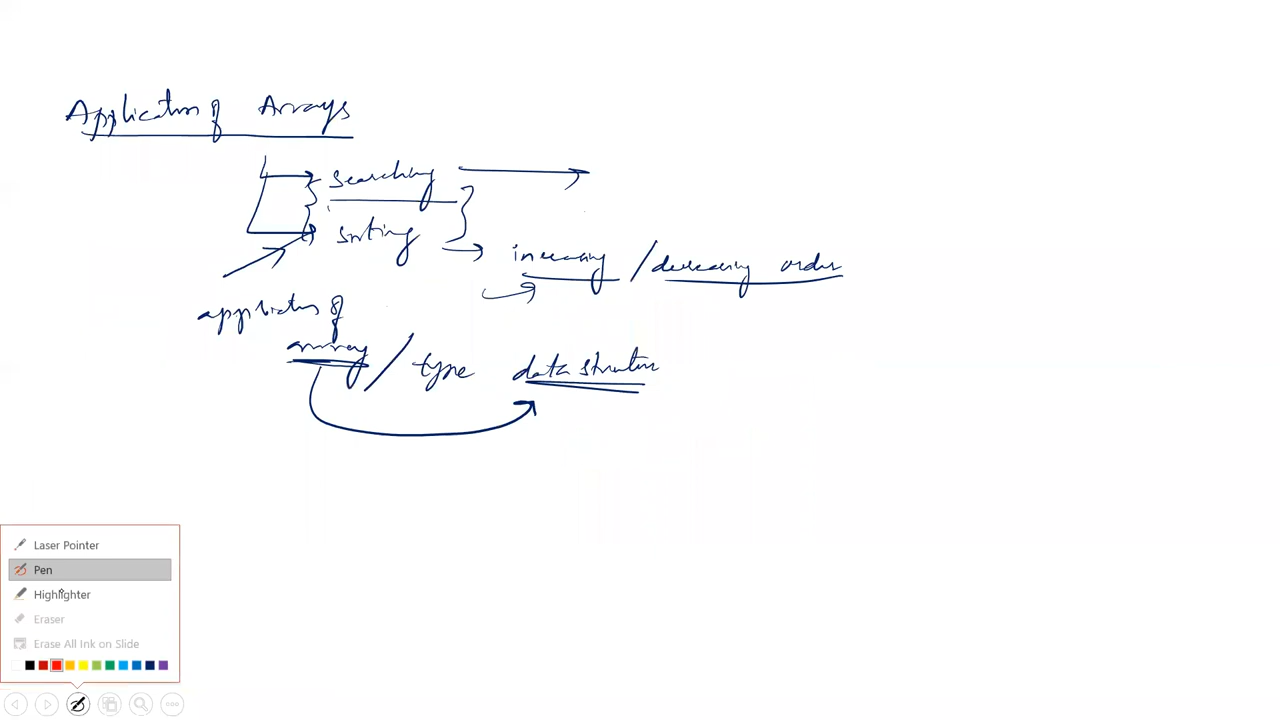 Application of Arrays
Searching
Sorting
increasing / decreasing order
application of
array / type data structure
Laser Pointer
Pen
Highlighter
Eraser
Erase All Ink on Slide